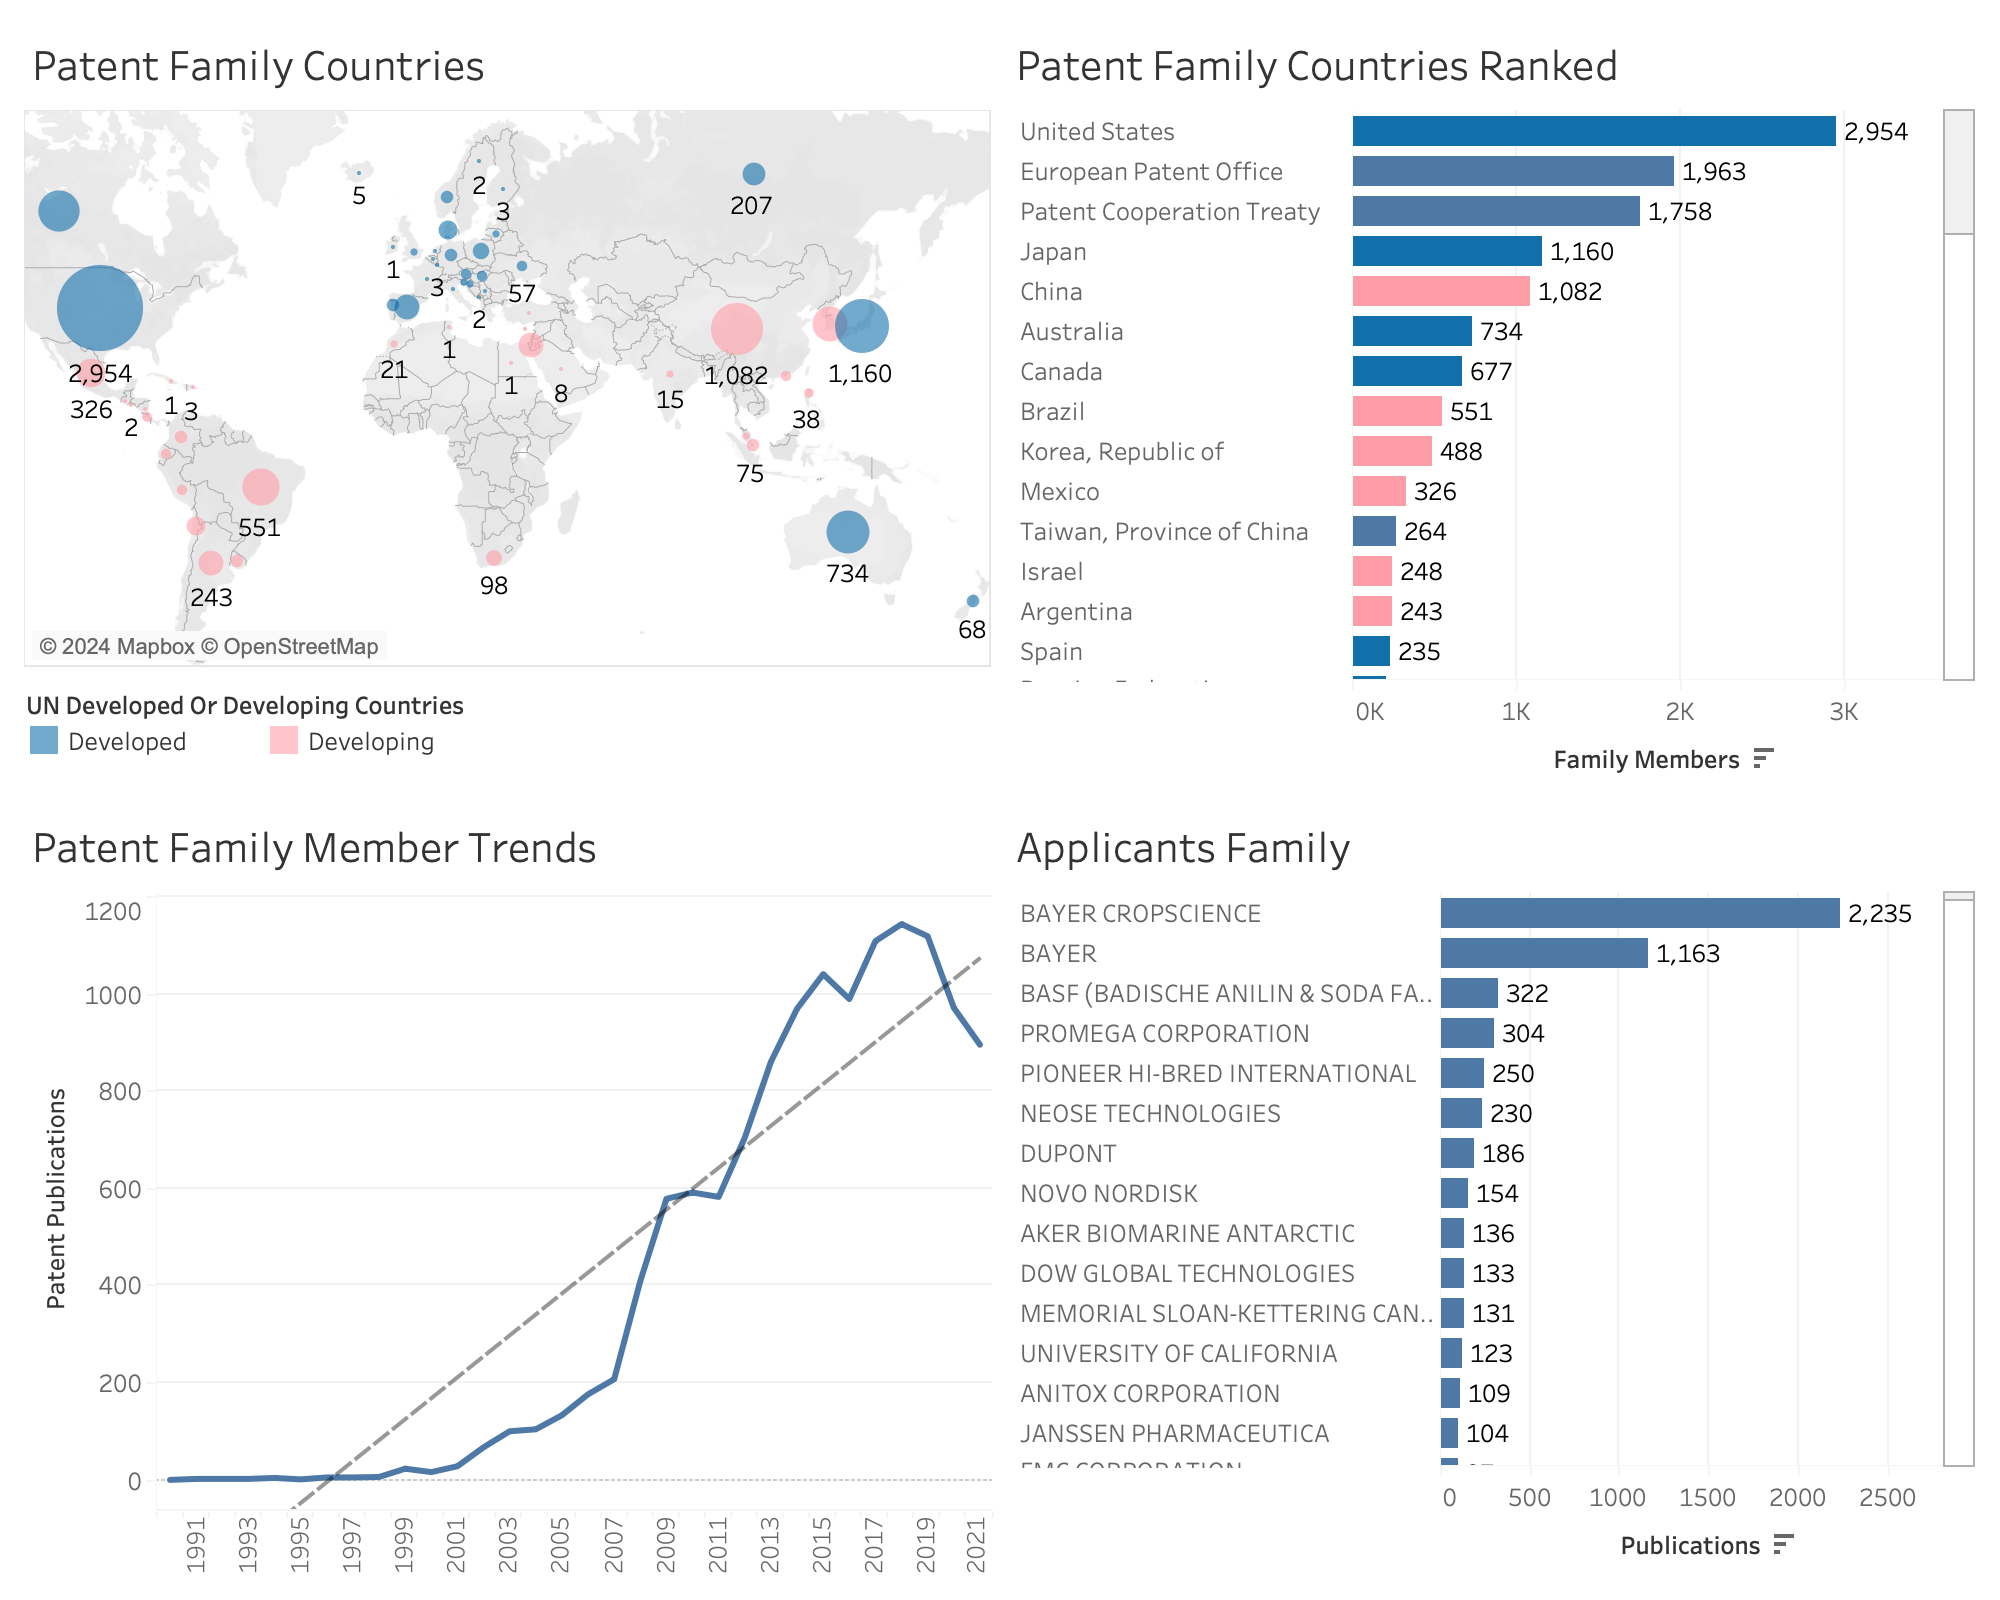 Patent Family Countries
5
2
3
207
1
3
57
2
1
21
1
8
15
1,082
1,160
2,954
326
1
3
2
38
75
551
98
734
243
68
© 2024 Mapbox © OpenStreetMap
UN Developed Or Developing Countries
Developed
Developing
Patent Family Countries Ranked
United States 2,954
European Patent Office 1,963
Patent Cooperation Treaty 1,758
Japan 1,160
China 1,082
Australia 734
Canada 677
Brazil 551
Korea, Republic of 488
Mexico 326
Taiwan, Province of China 264
Israel 248
Argentina 243
Spain 235
0K 1K 2K 3K
Family Members
Patent Family Member Trends
Patent Publications
1200
1000
800
600
400
200
0
1991 1993 1995 1997 1999 2001 2003 2005 2007 2009 2011 2013 2015 2017 2019 2021
Applicants Family
BAYER CROPSCIENCE 2,235
BAYER 1,163
BASF (BADISCHE ANILIN & SODA FA.. 322
PROMEGA CORPORATION 304
PIONEER HI-BRED INTERNATIONAL 250
NEOSE TECHNOLOGIES 230
DUPONT 186
NOVO NORDISK 154
AKER BIOMARINE ANTARCTIC 136
DOW GLOBAL TECHNOLOGIES 133
MEMORIAL SLOAN-KETTERING CAN.. 131
UNIVERSITY OF CALIFORNIA 123
ANITOX CORPORATION 109
JANSSEN PHARMACEUTICA 104
0 500 1000 1500 2000 2500
Publications